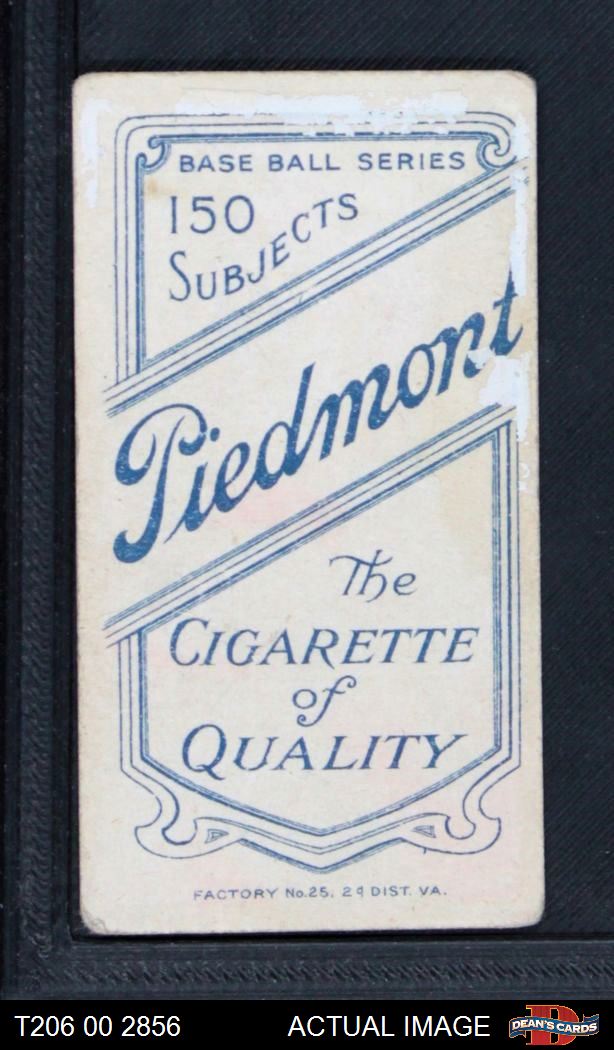 BASE BALL SERIES
150
SUBJECTS
Piedmont
The
CIGARETTE
of
QUALITY
FACTORY No.25, 2d DIST. VA.
T206 00 2856 ACTUAL IMAGE
D
DEAN'S CARDS